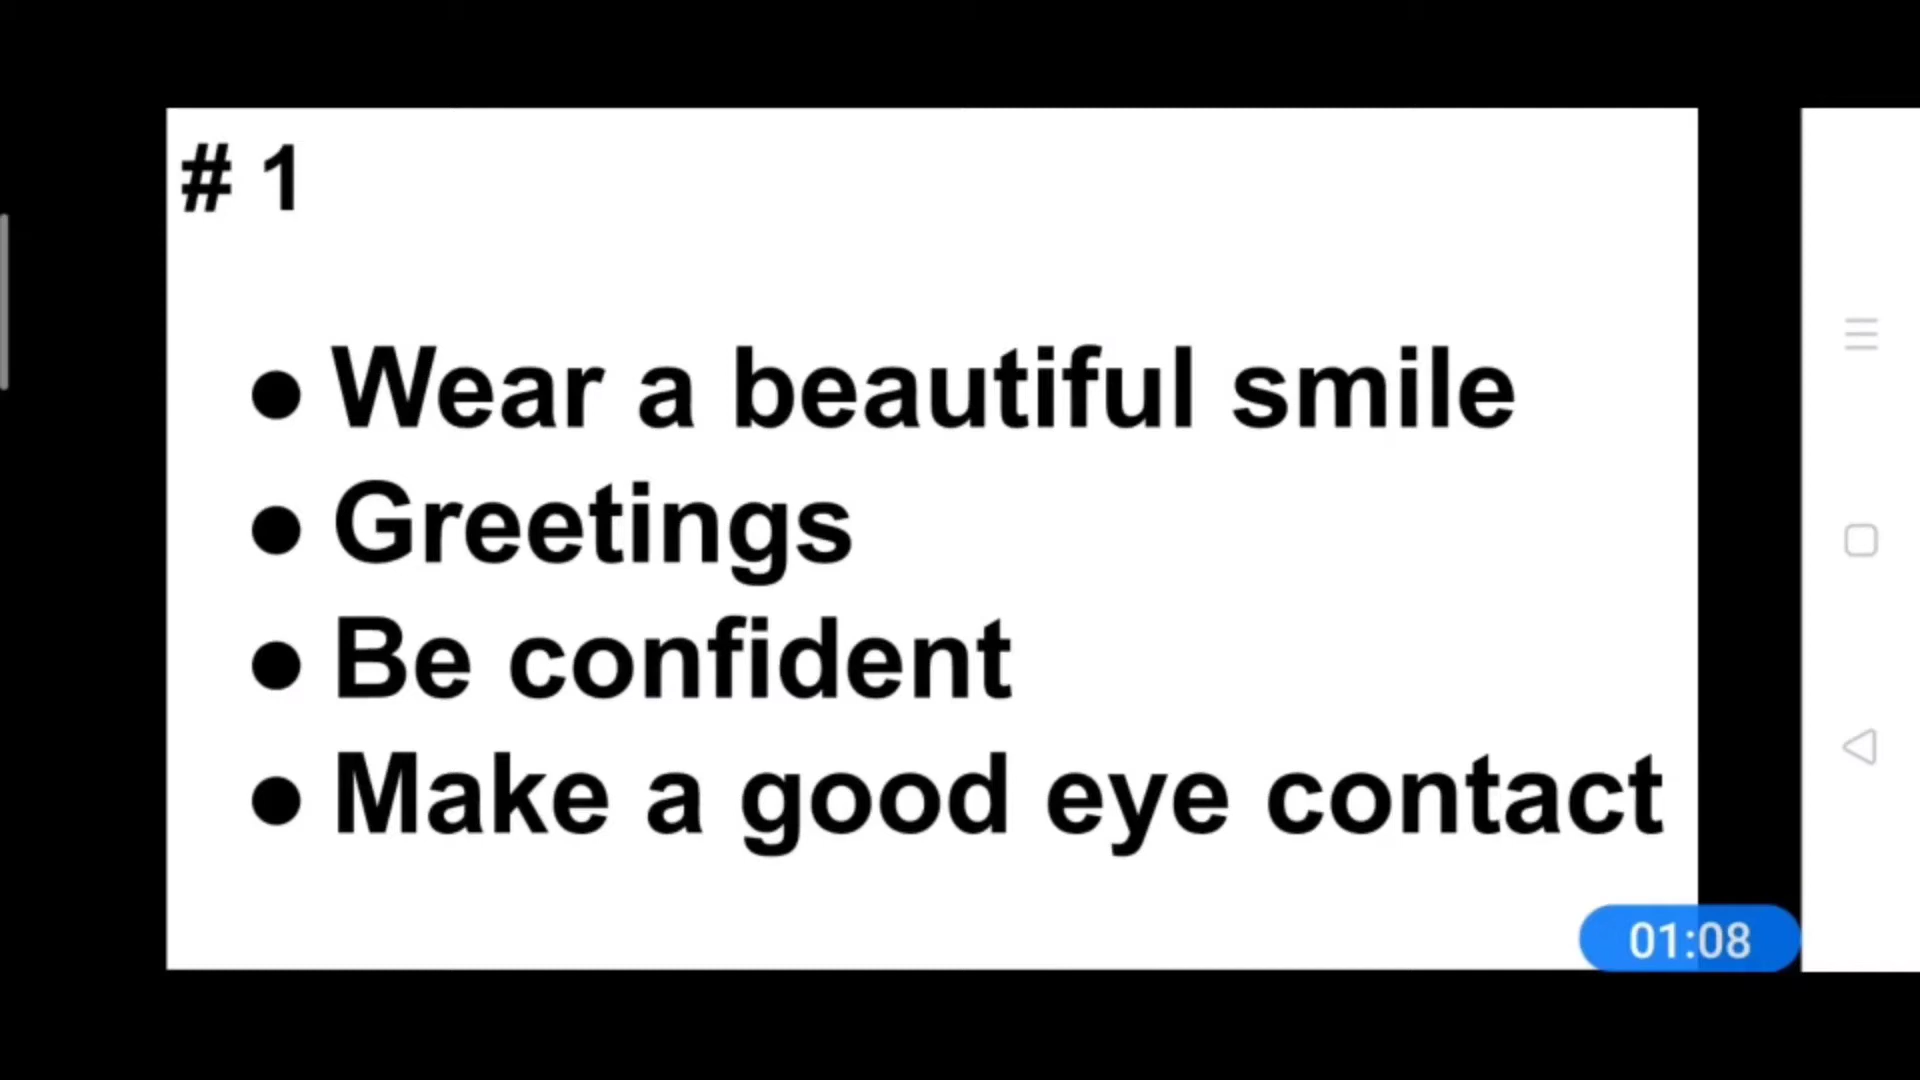 # 1
● Wear a beautiful smile
● Greetings
● Be confident
● Make a good eye contact
01:08